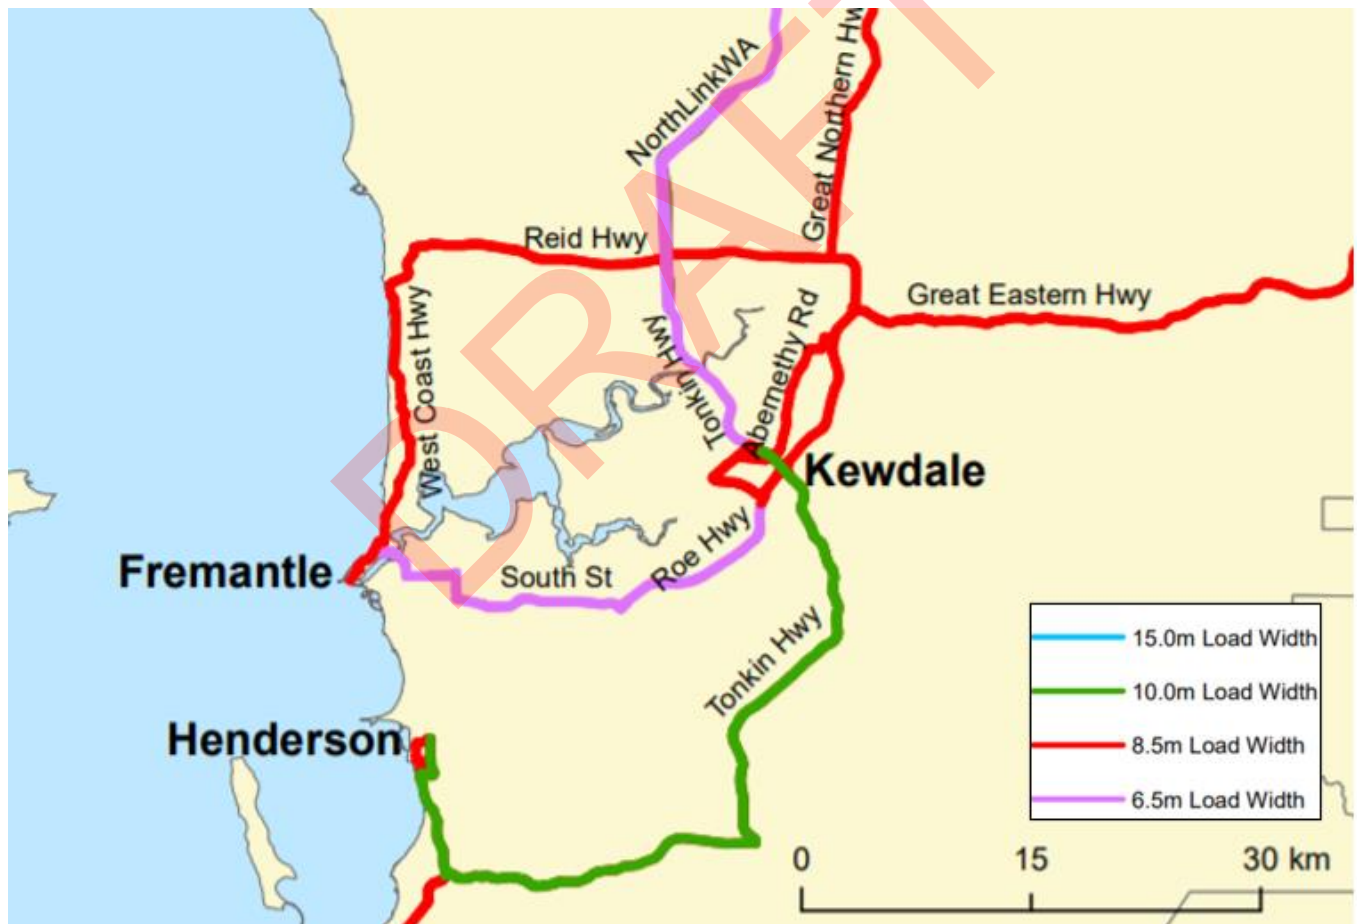 NorthLinkWA
Great Northern Hwy
Reid Hwy
Great Eastern Hwy
West Coast Hwy
Tonkin Hwy
Abernethy Rd
Kewdale
Fremantle
South St
Roe Hwy
Tonkin Hwy
Henderson
15.0m Load Width
10.0m Load Width
8.5m Load Width
6.5m Load Width
0 15 30 km
DRAFT